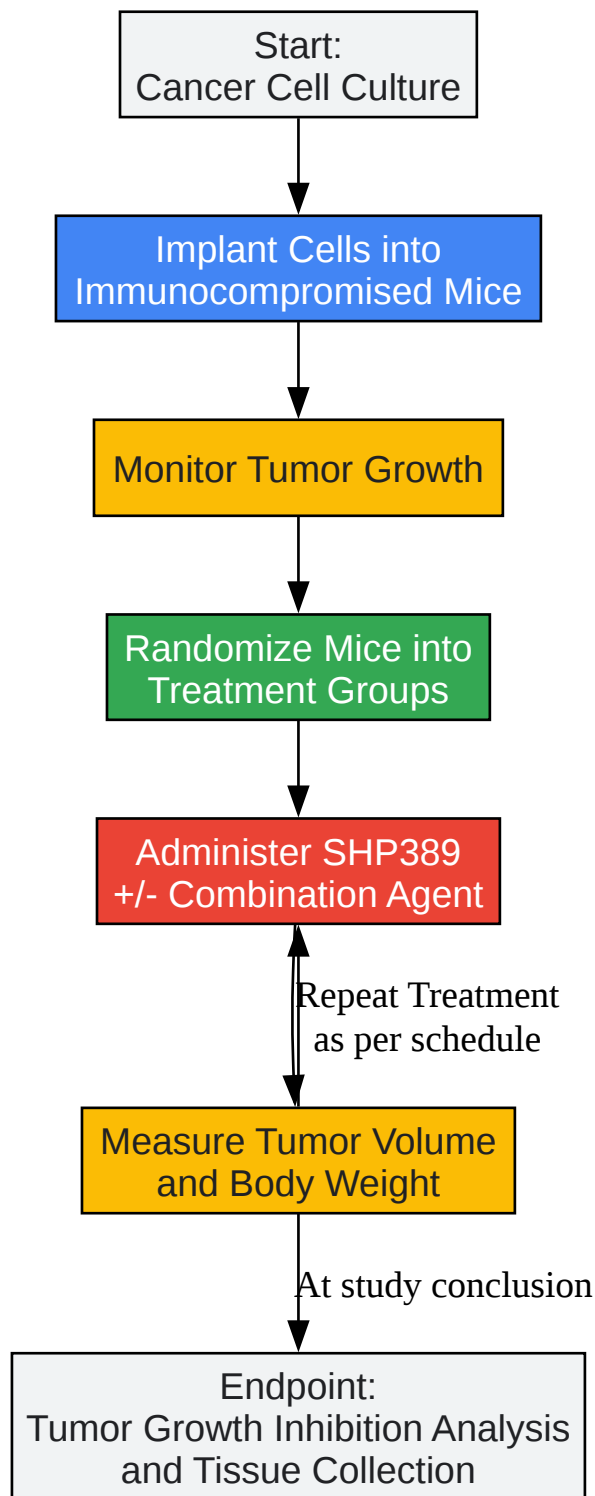 Start:
Cancer Cell Culture
Implant Cells into
Immunocompromised Mice
Monitor Tumor Growth
Randomize Mice into
Treatment Groups
Administer SHP389
+/- Combination Agent
Repeat Treatment
as per schedule
Measure Tumor Volume
and Body Weight
At study conclusion
Endpoint:
Tumor Growth Inhibition Analysis
and Tissue Collection